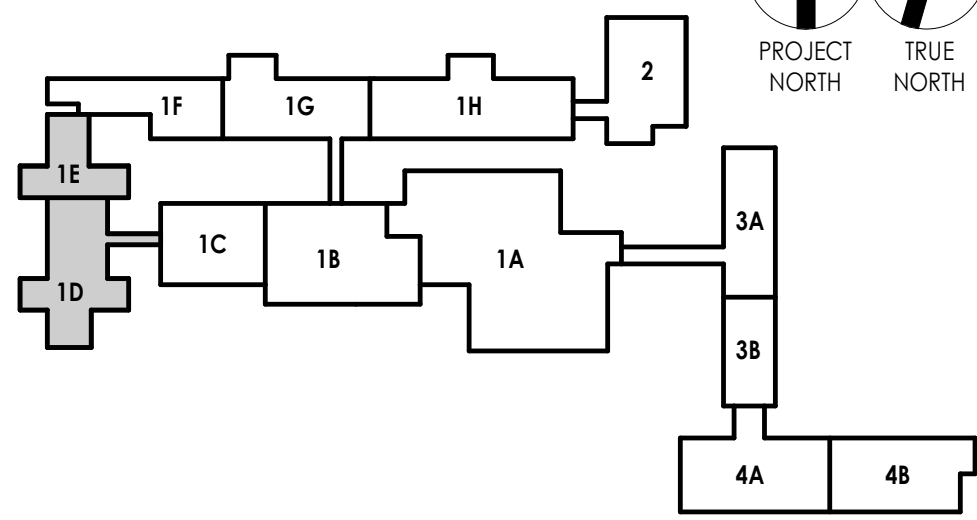 PROJECT
NORTH
TRUE
NORTH
2
1F
1G
1H
1E
3A
1C
1B
1A
1D
3B
4A
4B